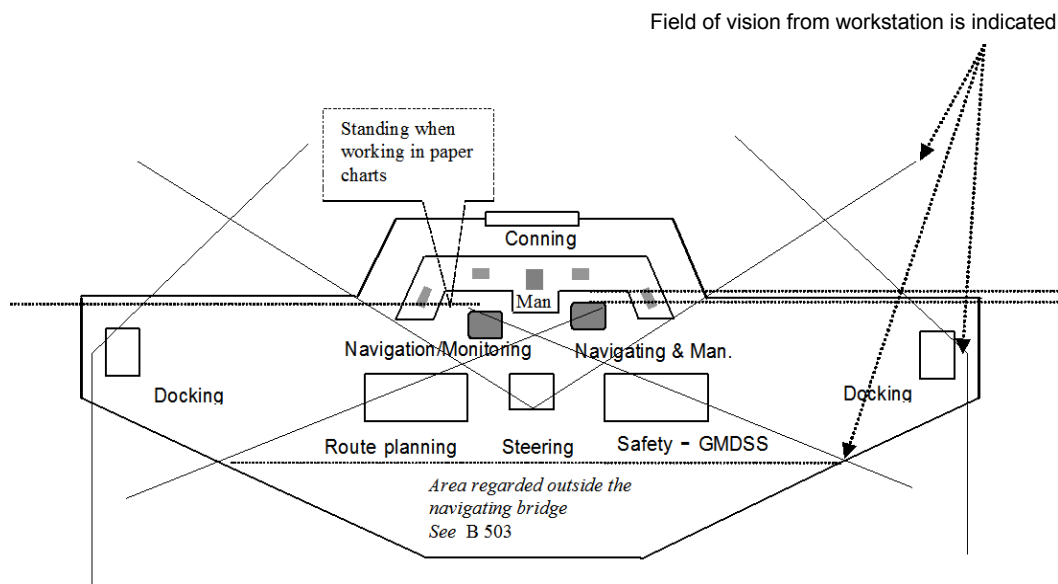 Field of vision from workstation is indicated
Standing when
working in paper
charts
Conning
Man
Navigation/Monitoring
Navigating & Man.
Docking
Docking
Route planning
Steering
Safety - GMDSS
Area regarded outside the
navigating bridge
See B 503